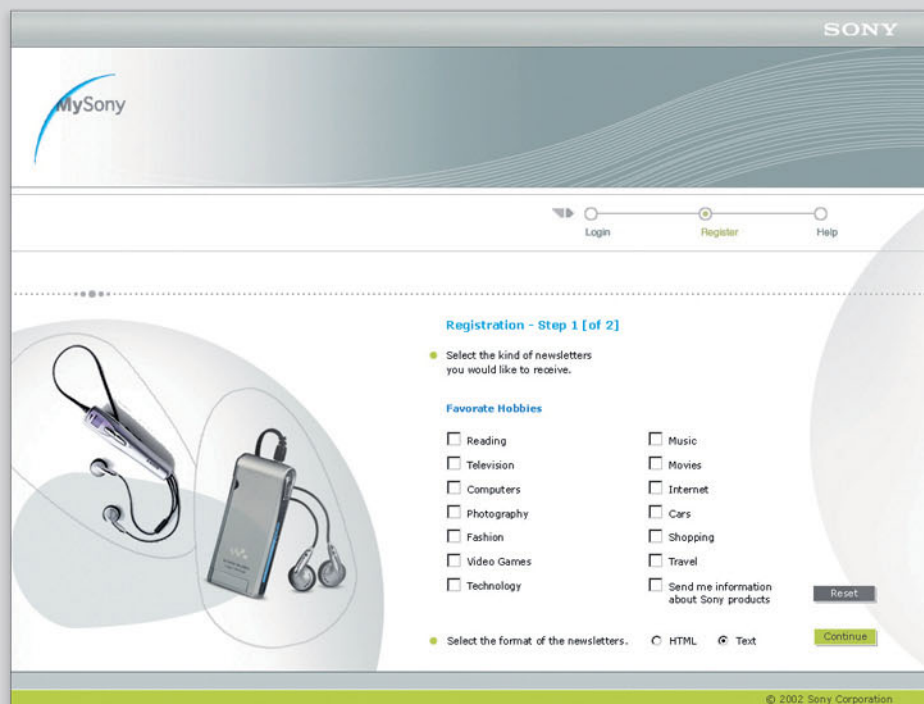 SONY
MySony
Login
Register
Help
Registration - Step 1 [of 2]
Select the kind of newsletters
you would like to receive.
Favorate Hobbies
Reading
Music
Television
Movies
Computers
Internet
Photography
Cars
Fashion
Shopping
Video Games
Travel
Technology
Send me information
about Sony products
Reset
Select the format of the newsletters.
HTML
Text
Continue
© 2002 Sony Corporation